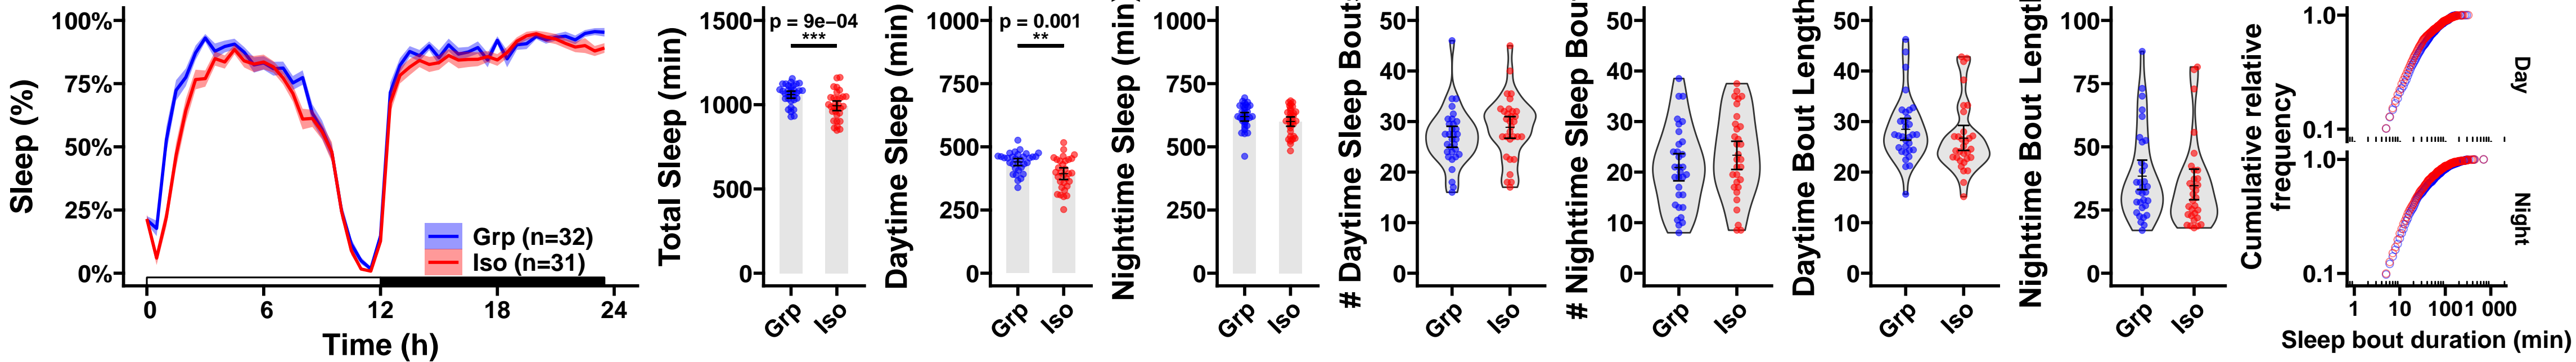 Sleep (%)
100%
75%
50%
25%
0%
Grp (n=32)
Iso (n=31)
0 6 12 18 24
Time (h)
Total Sleep (min)
1500
1000
500
0
p = 9e−04
***
Grp Iso
Daytime Sleep (min)
1000
750
500
250
0
p = 0.001
**
Grp Iso
Nighttime Sleep (min)
1000
750
500
250
0
Grp Iso
# Daytime Sleep Bouts
50
40
30
20
10
0
Grp Iso
# Nighttime Sleep Bou
50
40
30
20
10
0
Grp Iso
Daytime Bout Length
50
40
30
20
10
0
Grp Iso
Nighttime Bout Lengt
100
75
50
25
0
Grp Iso
Cumulative relative
frequency
1.0
0.1
Day
1.0
0.1
Night
1 10 1001 000
Sleep bout duration (min)